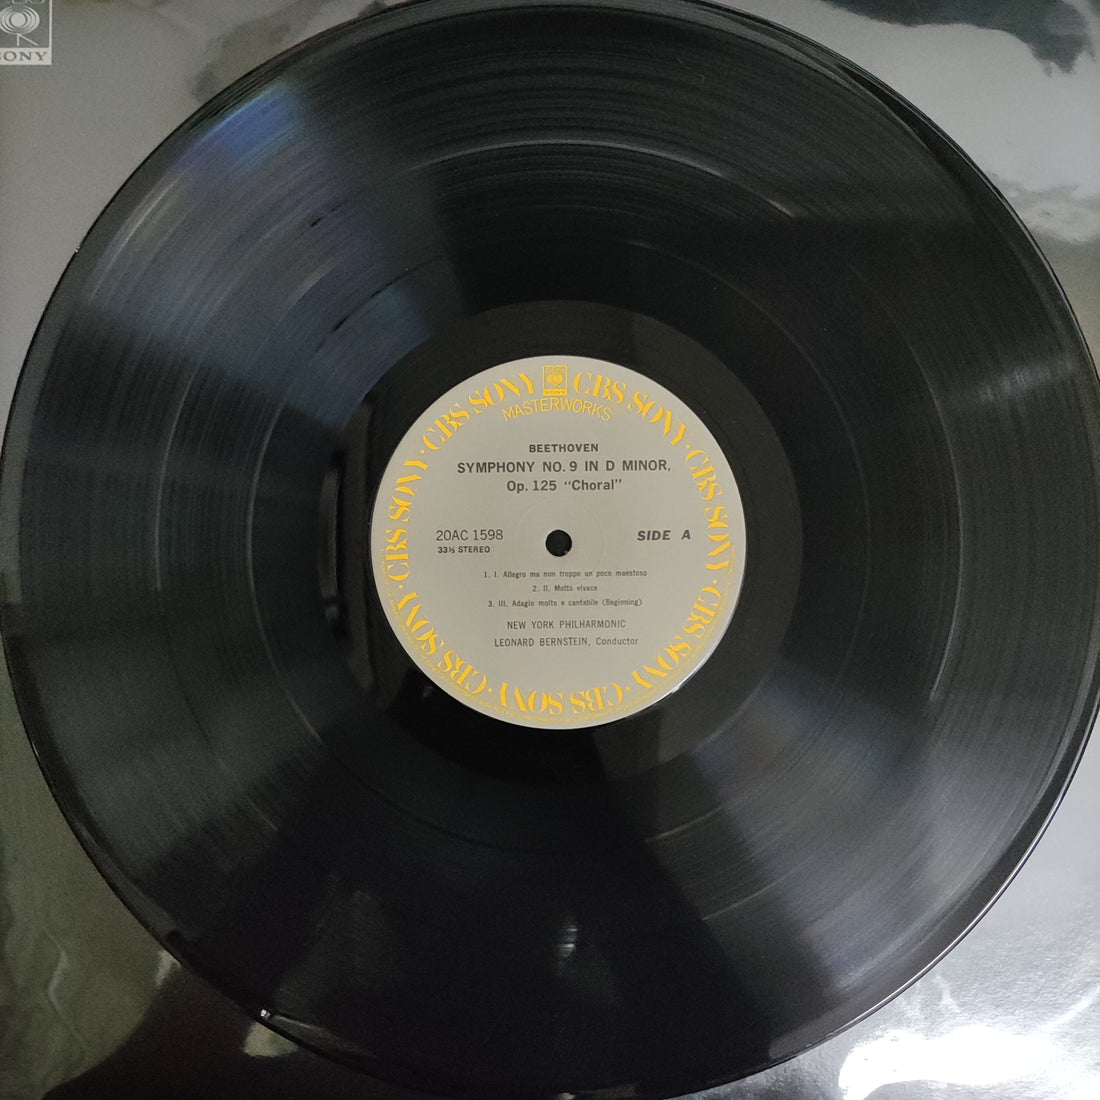 SONY
CBS SONY · CBS SONY · CBS SONY · CBS SONY · CBS SONY · CBS SONY · CBS SONY · CBS SONY
MASTERWORKS
BEETHOVEN
SYMPHONY NO. 9 IN D MINOR,
Op. 125 "Choral"
20AC 1598
33⅓ STEREO
SIDE A
1. I. Allegro ma non troppo un poco maestoso
2. II. Molto vivace
3. III. Adagio molto e cantabile (Beginning)
NEW YORK PHILHARMONIC
LEONARD BERNSTEIN, Conductor